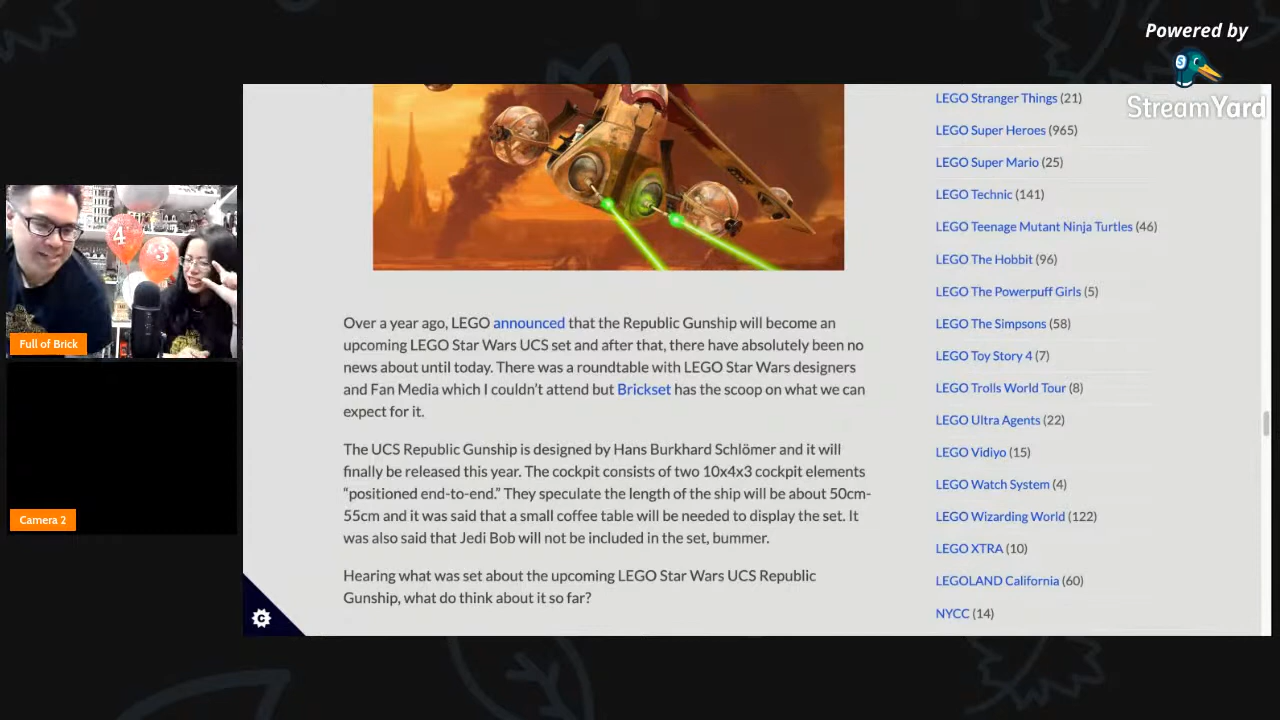 Powered by
StreamYard
4
3
Full of Brick
Camera 2
Over a year ago, LEGO announced that the Republic Gunship will become an
upcoming LEGO Star Wars UCS set and after that, there have absolutely been no
news about until today. There was a roundtable with LEGO Star Wars designers
and Fan Media which I couldn't attend but Brickset has the scoop on what we can
expect for it.
The UCS Republic Gunship is designed by Hans Burkhard Schlömer and it will
finally be released this year. The cockpit consists of two 10x4x3 cockpit elements
“positioned end-to-end.” They speculate the length of the ship will be about 50cm-
55cm and it was said that a small coffee table will be needed to display the set. It
was also said that Jedi Bob will not be included in the set, bummer.
Hearing what was set about the upcoming LEGO Star Wars UCS Republic
Gunship, what do think about it so far?
LEGO Stranger Things (21)
LEGO Super Heroes (965)
LEGO Super Mario (25)
LEGO Technic (141)
LEGO Teenage Mutant Ninja Turtles (46)
LEGO The Hobbit (96)
LEGO The Powerpuff Girls (5)
LEGO The Simpsons (58)
LEGO Toy Story 4 (7)
LEGO Trolls World Tour (8)
LEGO Ultra Agents (22)
LEGO Vidiyo (15)
LEGO Watch System (4)
LEGO Wizarding World (122)
LEGO XTRA (10)
LEGOLAND California (60)
NYCC (14)